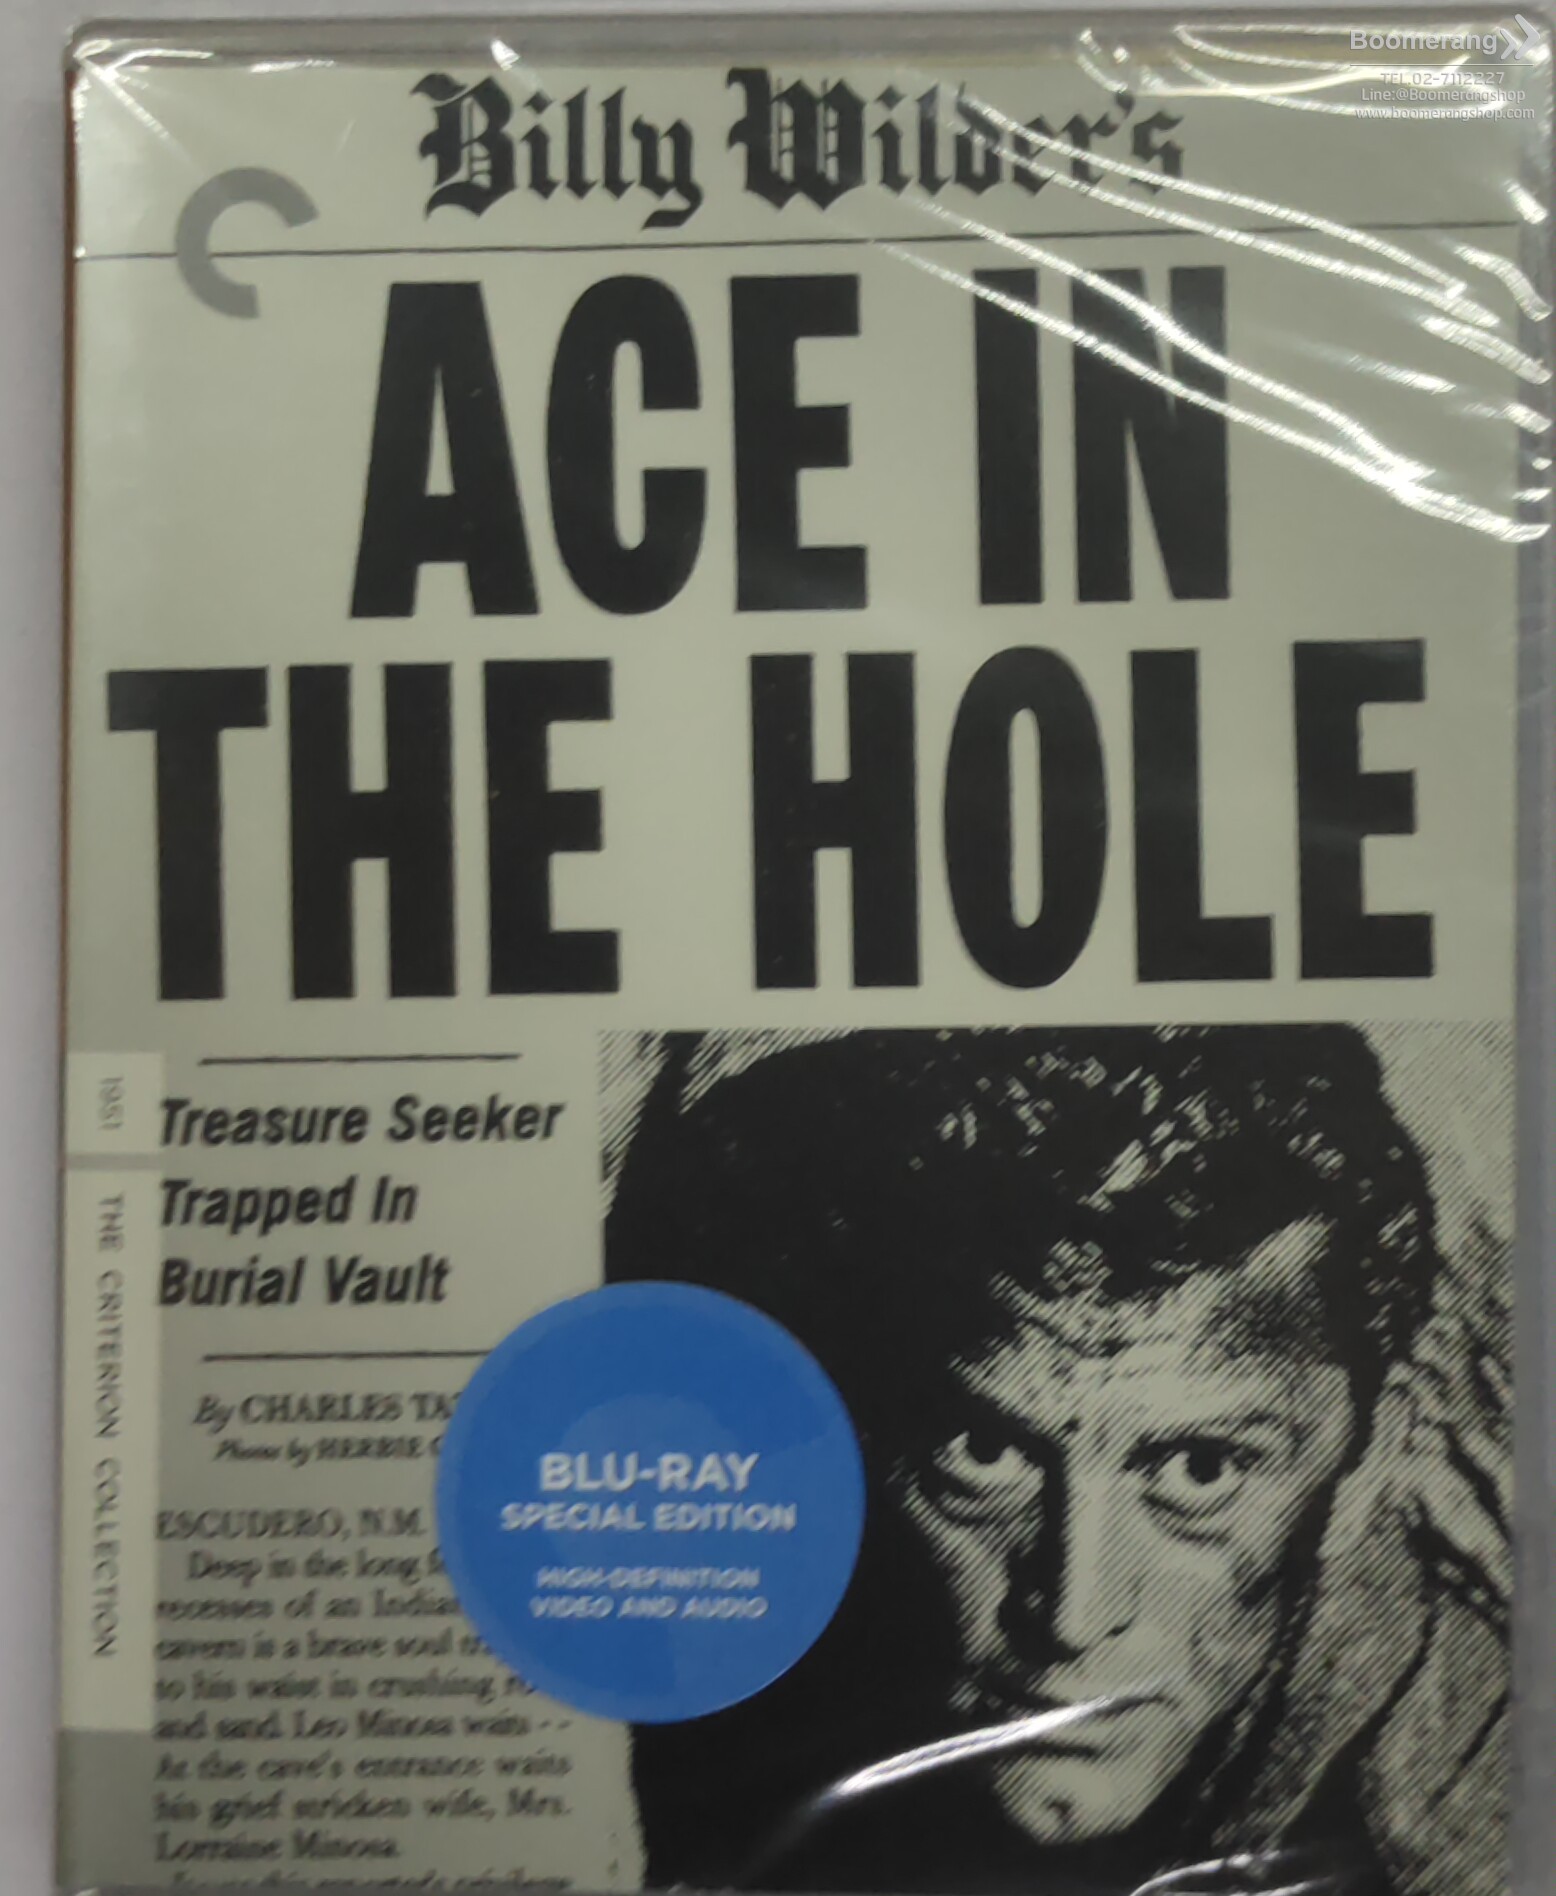 Boomerang
TEL.02-7112227
Line:@Boomerangshop
www.boomerangshop.com
Billy Wilder's
ACE IN
THE HOLE
1951
THE CRITERION COLLECTION
Treasure Seeker
Trapped In
Burial Vault
By CHARLES
Photos by HERBIE
ESCUDERO, N.M.
Deep in the long
recesses of an
cavern is a brave soul
to his waist in crushing
and sand. Leo Minosa waits - -
At the cave's entrance waits
his grief stricken wife, Mrs.
Lorraine Minosa.
BLU-RAY
SPECIAL EDITION
HIGH-DEFINITION
VIDEO AND AUDIO